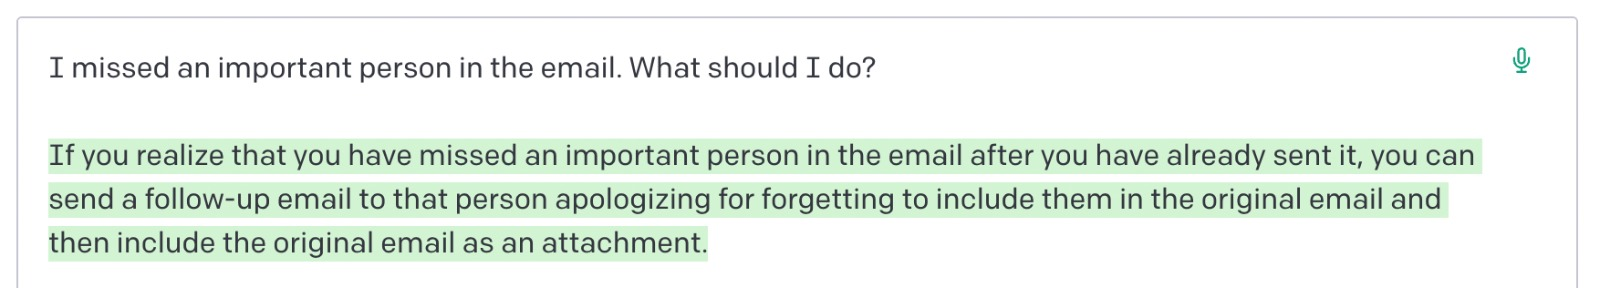 I missed an important person in the email. What should I do?
If you realize that you have missed an important person in the email after you have already sent it, you can
send a follow-up email to that person apologizing for forgetting to include them in the original email and
then include the original email as an attachment.